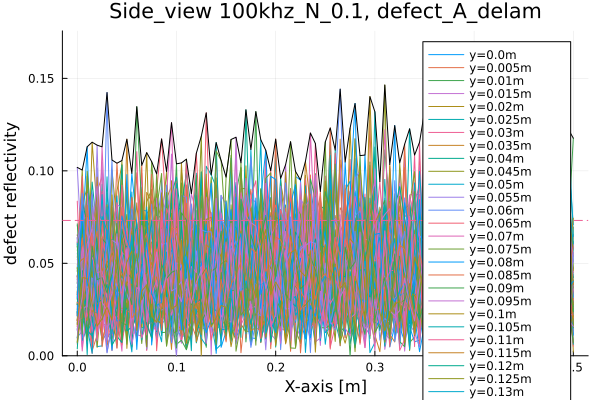 Side_view 100khz_N_0.1, defect_A_delam
defect reflectivity
0.15
0.10
0.05
0.00
0.0
0.1
0.2
0.3
.5
X-axis [m]
y=0.0m
y=0.005m
y=0.01m
y=0.015m
y=0.02m
y=0.025m
y=0.03m
y=0.035m
y=0.04m
y=0.045m
y=0.05m
y=0.055m
y=0.06m
y=0.065m
y=0.07m
y=0.075m
y=0.08m
y=0.085m
y=0.09m
y=0.095m
y=0.1m
y=0.105m
y=0.11m
y=0.115m
y=0.12m
y=0.125m
y=0.13m